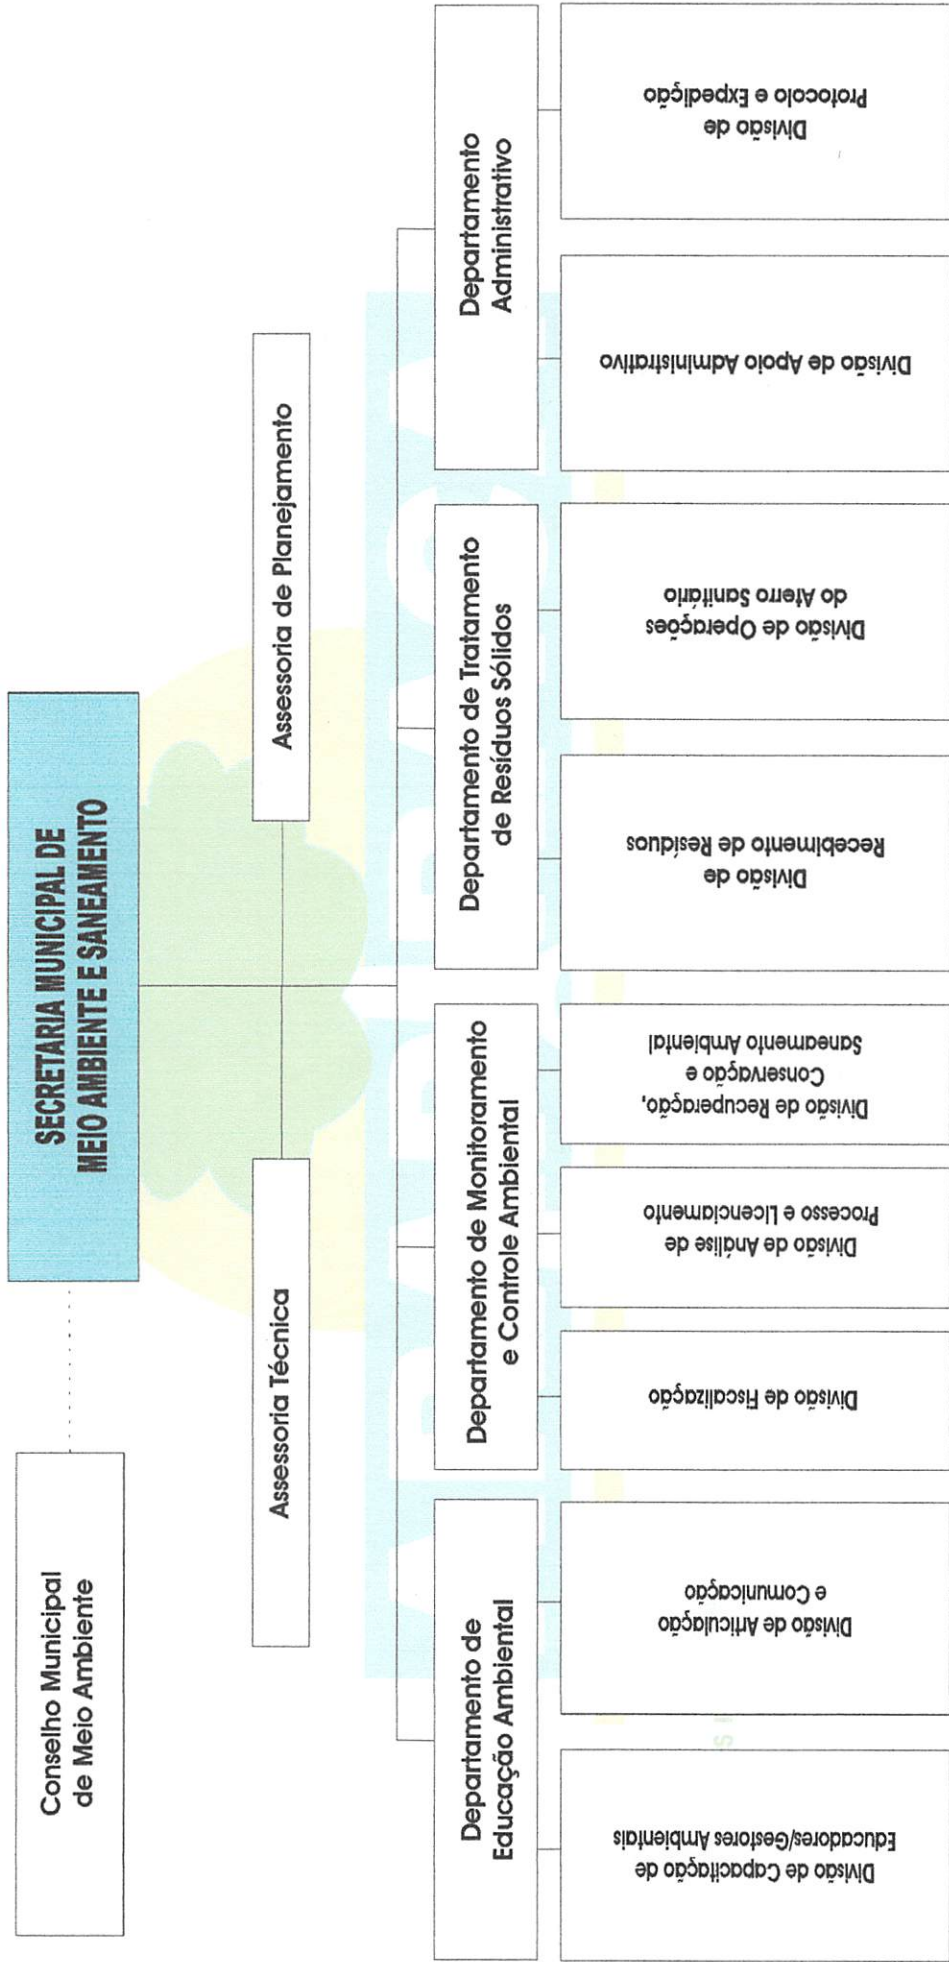 SECRETARIA MUNICIPAL DE
MEIO AMBIENTE E SANEAMENTO
Conselho Municipal
de Meio Ambiente
Assessoria Técnica
Assessoria de Planejamento
Departamento de
Educação Ambiental
Departamento de Monitoramento
e Controle Ambiental
Departamento de Tratamento
de Resíduos Sólidos
Departamento
Administrativo
Divisão de Capacitação de
Educadores/Gestores Ambientais
Divisão de Articulação
e Comunicação
Divisão de Fiscalização
Divisão de Análise de
Processo e Licenciamento
Divisão de Recuperação,
Conservação e
Saneamento Ambiental
Divisão de
Recebimento de Resíduos
Divisão de Operações
do Aterro Sanitário
Divisão de Apoio Administrativo
Divisão de
Protocolo e Expedição